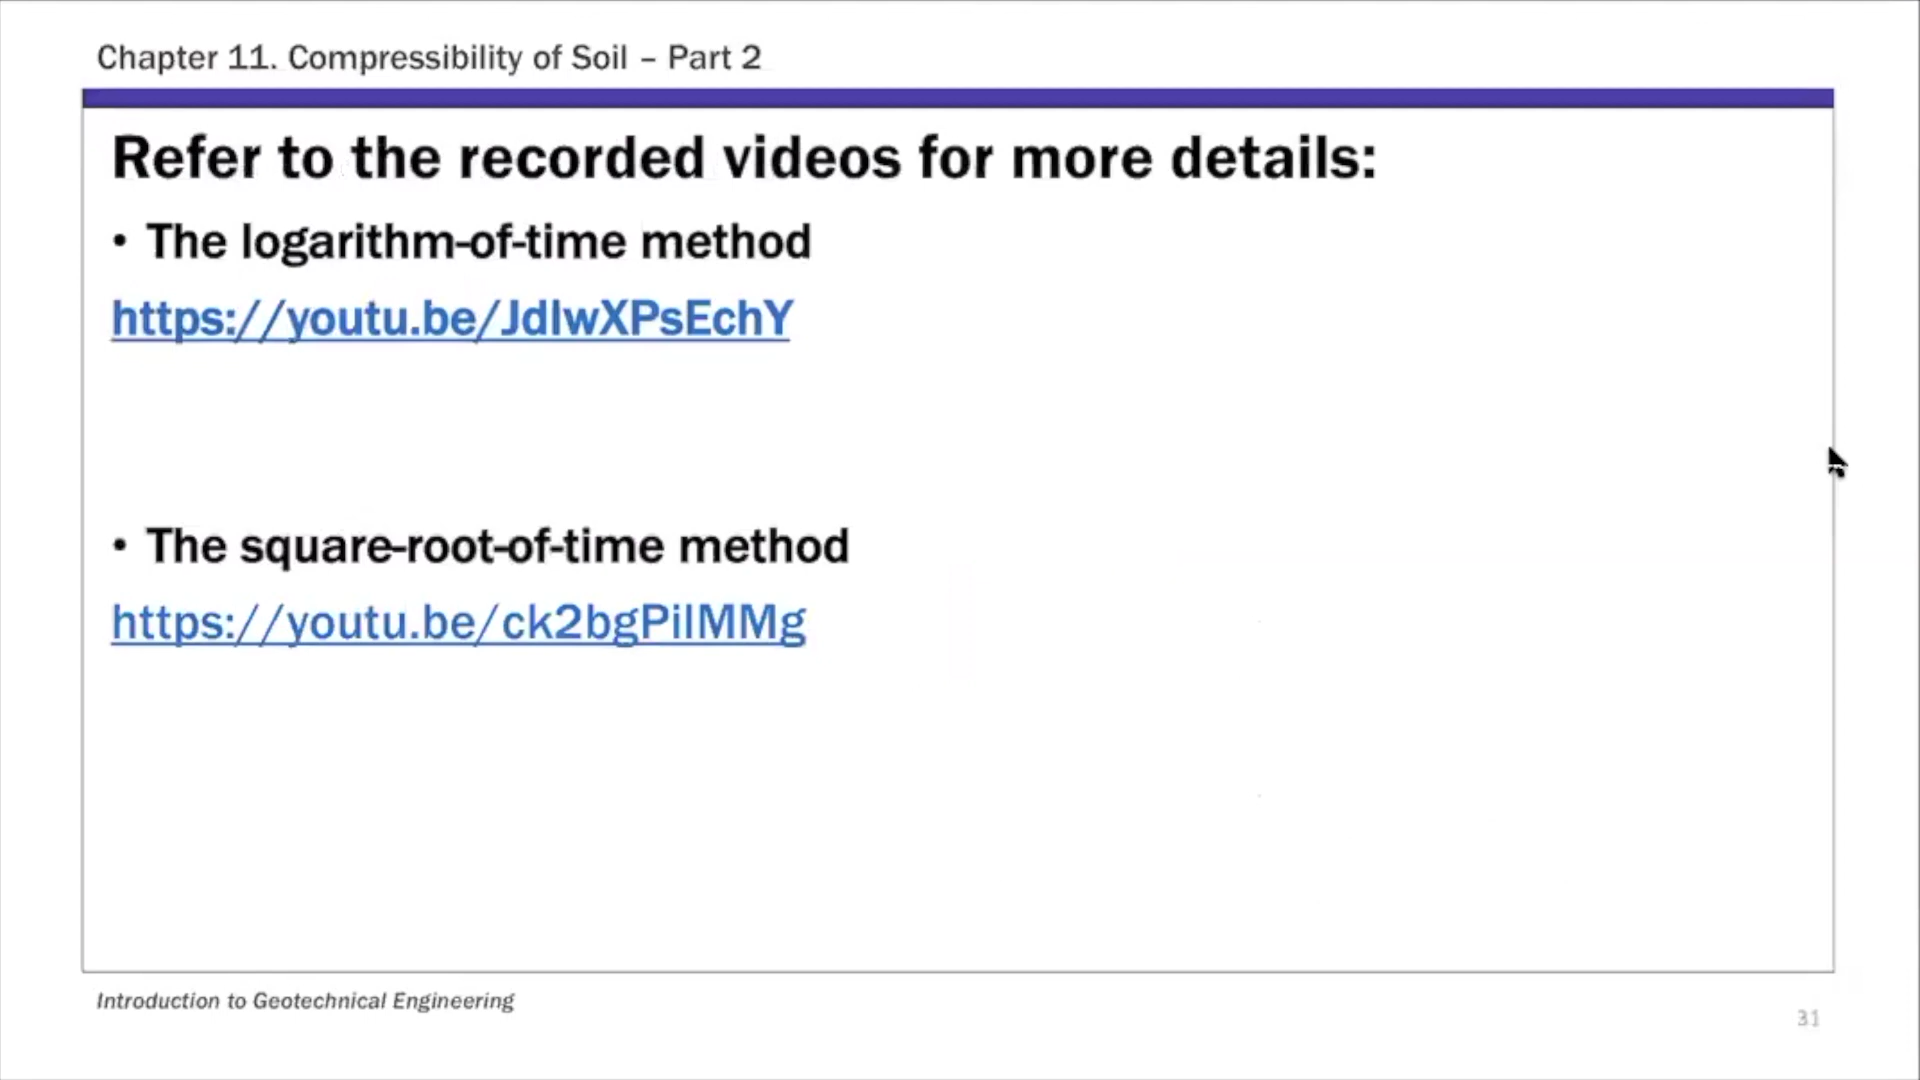 Chapter 11. Compressibility of Soil – Part 2
Refer to the recorded videos for more details:
• The logarithm-of-time method
https://youtu.be/JdlwXPsEchY
• The square-root-of-time method
https://youtu.be/ck2bgPilMMg
Introduction to Geotechnical Engineering
31